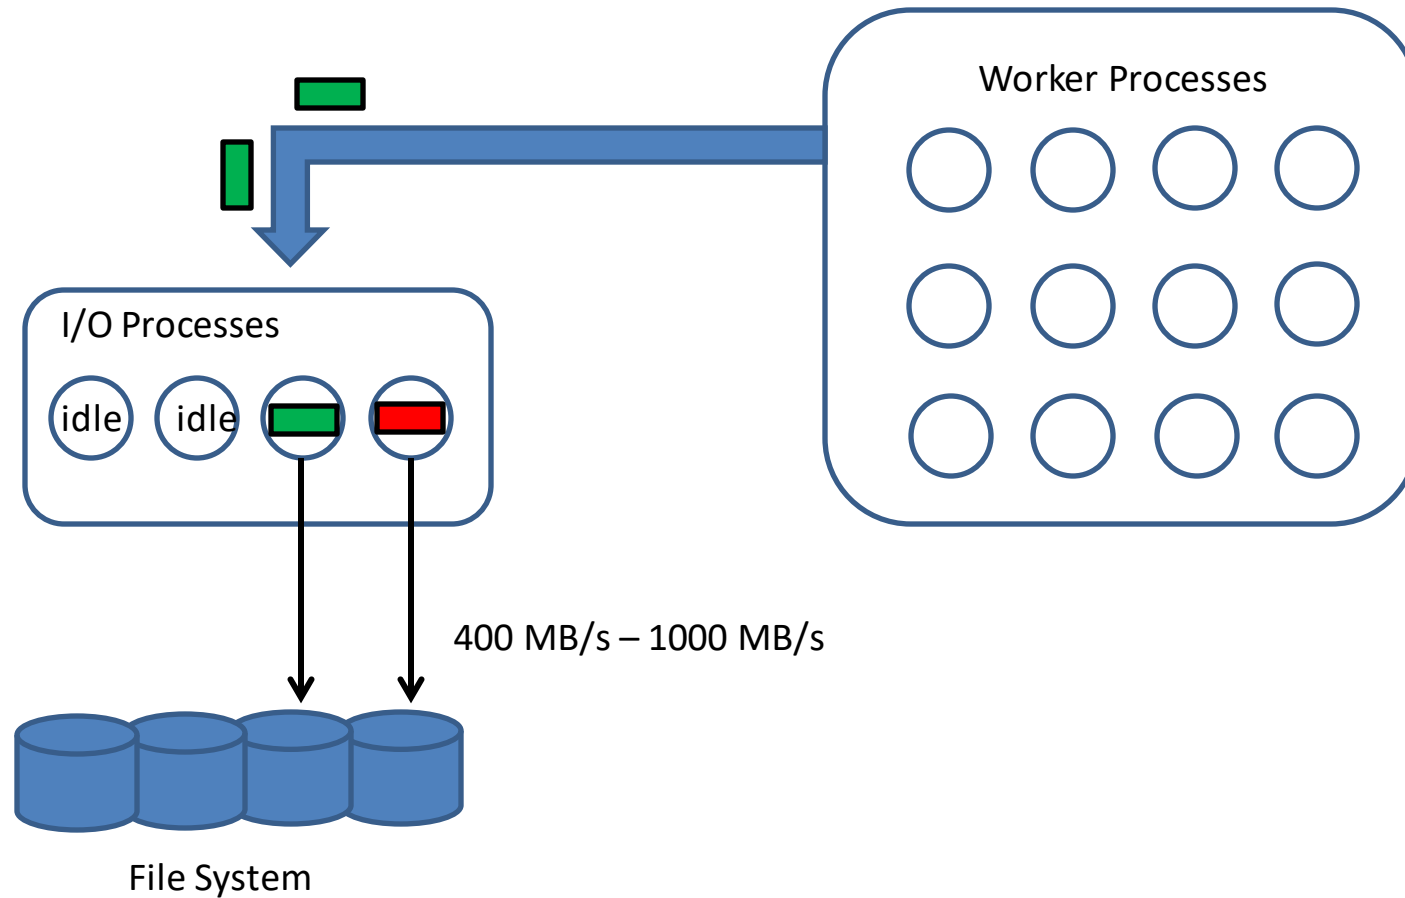 Worker Processes
I/O Processes
idle
idle
400 MB/s – 1000 MB/s
File System